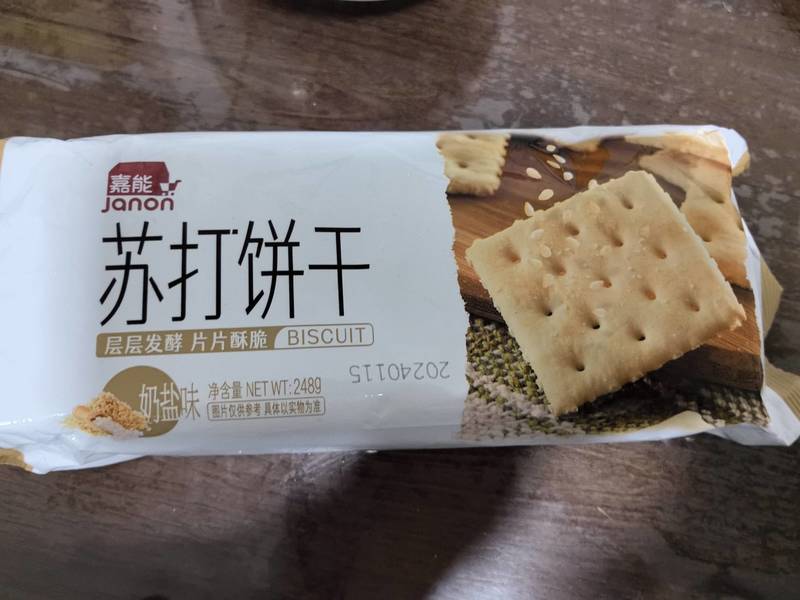 嘉能
Janon
苏打饼干
层层发酵 片片酥脆 BISCUIT
20240115
奶盐味
净含量 NET WT:248g
图片仅供参考 具体以实物为准